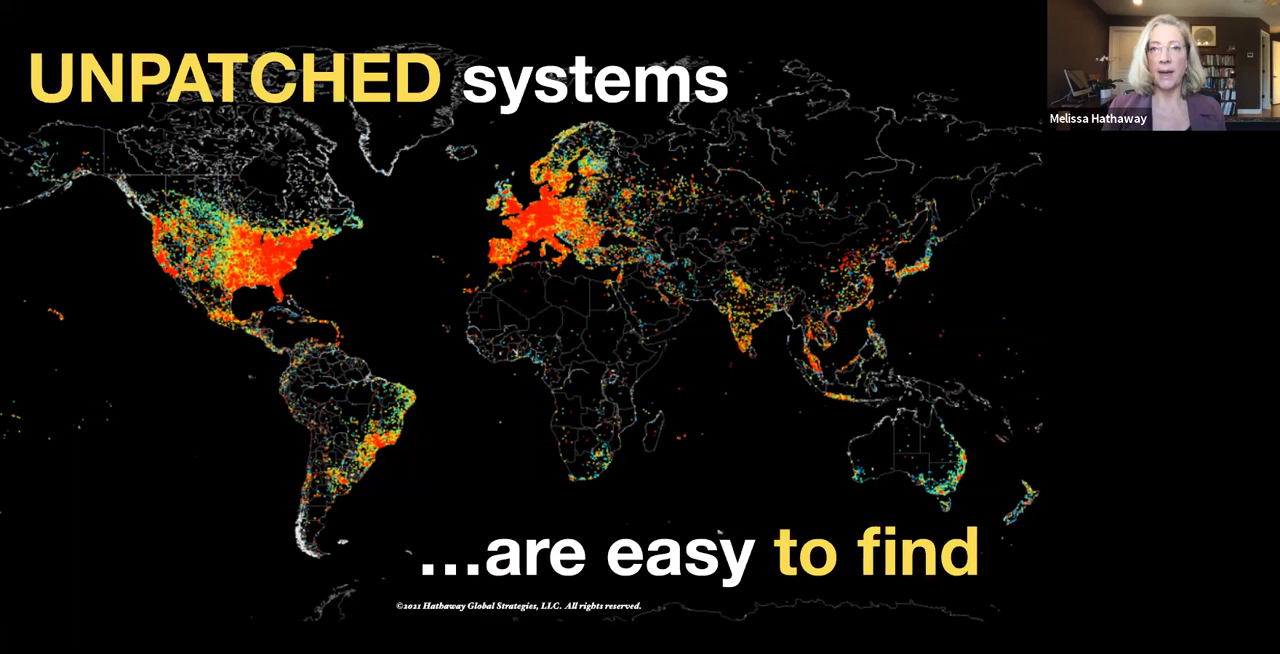 UNPATCHED systems
Melissa Hathaway
...are easy to find
©2021 Hathaway Global Strategies, LLC. All rights reserved.